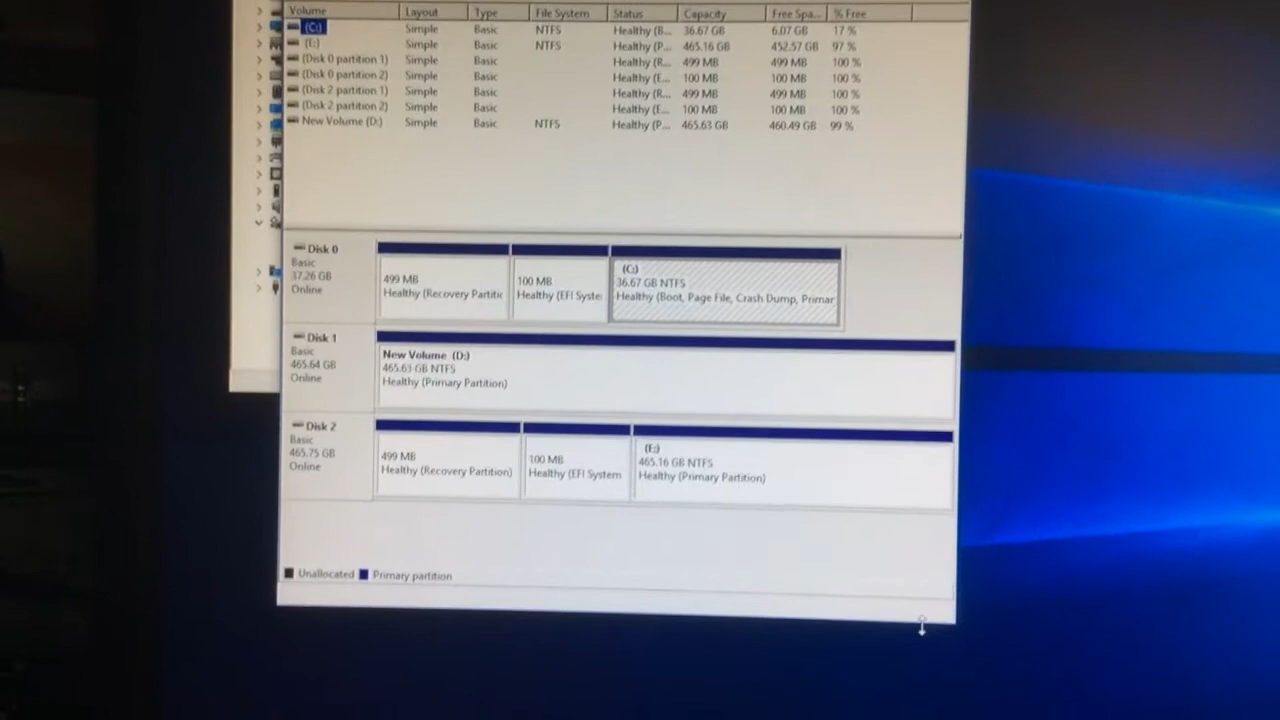 Volume Layout Type File System Status Capacity Free Spa... % Free
(C:) Simple Basic NTFS Healthy (B... 36.67 GB 6.07 GB 17 %
(E:) Simple Basic NTFS Healthy (P... 465.16 GB 452.57 GB 97 %
(Disk 0 partition 1) Simple Basic Healthy (R... 499 MB 499 MB 100 %
(Disk 0 partition 2) Simple Basic Healthy (E... 100 MB 100 MB 100 %
(Disk 2 partition 1) Simple Basic Healthy (R... 499 MB 499 MB 100 %
(Disk 2 partition 2) Simple Basic Healthy (E... 100 MB 100 MB 100 %
New Volume (D:) Simple Basic NTFS Healthy (P... 465.63 GB 460.49 GB 99 %
Disk 0
Basic
37.26 GB
Online
499 MB
Healthy (Recovery Partitic
100 MB
Healthy (EFI Syste
(C:)
36.67 GB NTFS
Healthy (Boot, Page File, Crash Dump, Primar
Disk 1
Basic
465.64 GB
Online
New Volume (D:)
465.63 GB NTFS
Healthy (Primary Partition)
Disk 2
Basic
465.75 GB
Online
499 MB
Healthy (Recovery Partition)
100 MB
Healthy (EFI System
(E:)
465.16 GB NTFS
Healthy (Primary Partition)
Unallocated Primary partition